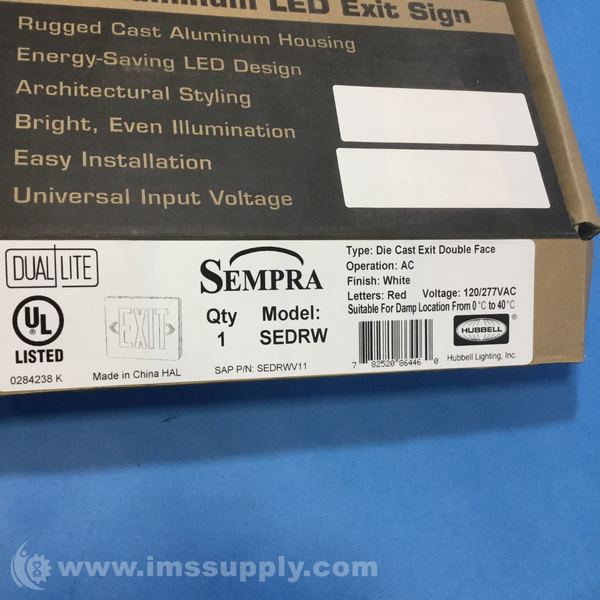 LED Exit Sign
Rugged Cast Aluminum Housing
Energy-Saving LED Design
Architectural Styling
Bright, Even Illumination
Easy Installation
Universal Input Voltage
DUAL LITE
UL
LISTED
0284238 K
EXIT
Made in China HAL
SEMPRA
Qty Model:
1 SEDRW
SAP P/N: SEDRWV11
Type: Die Cast Exit Double Face
Operation: AC
Finish: White
Letters: Red Voltage: 120/277VAC
Suitable For Damp Location From 0°C to 40°C
7 82520 86446 0
HUBBELL
Hubbell Lighting, Inc.
www.imssupply.com